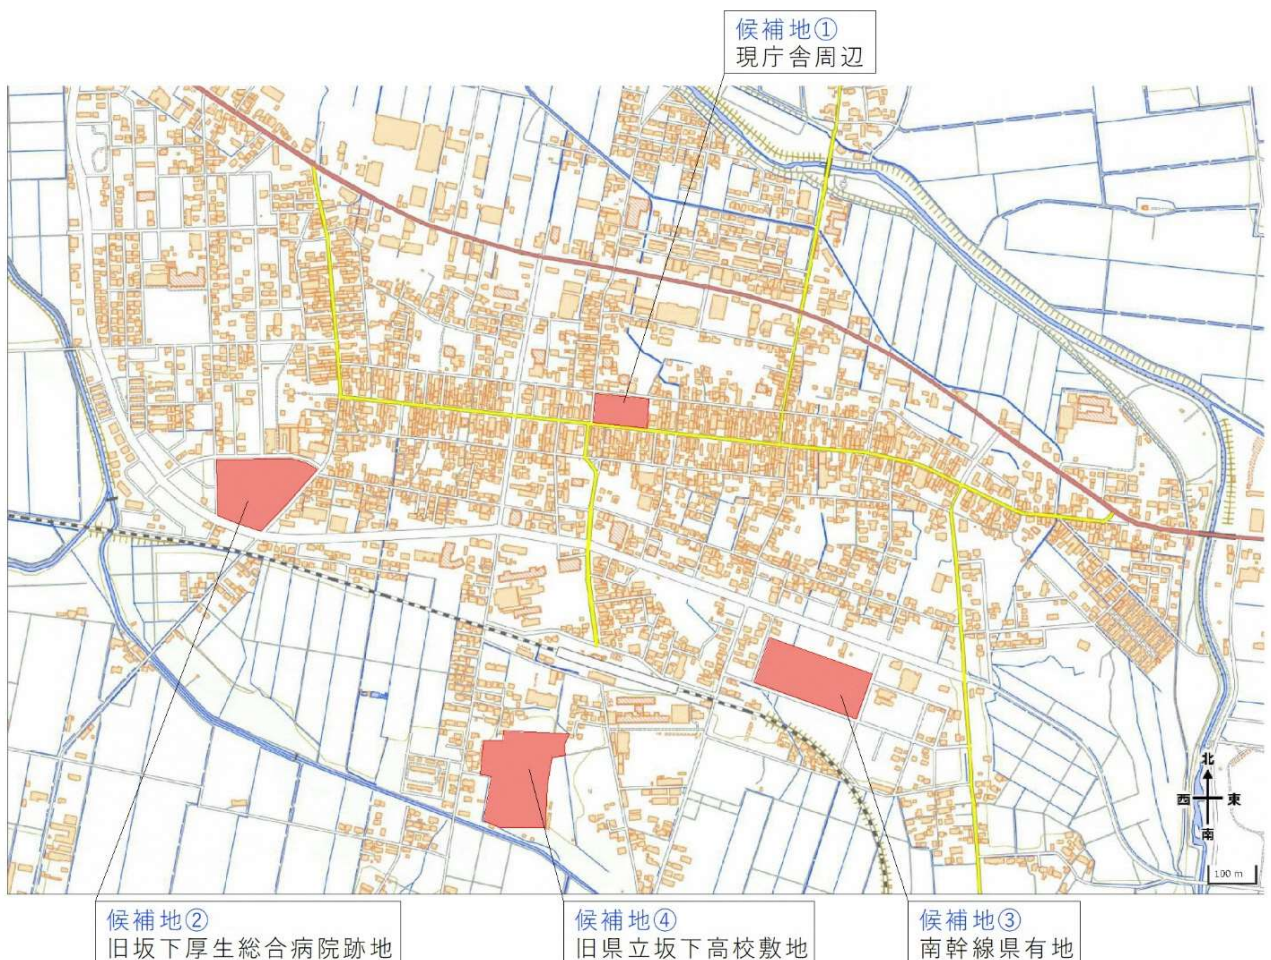 候補地①
現庁舎周辺
北
西 東
南
100 m
候補地②
旧坂下厚生総合病院跡地
候補地④
旧県立坂下高校敷地
候補地③
南幹線県有地